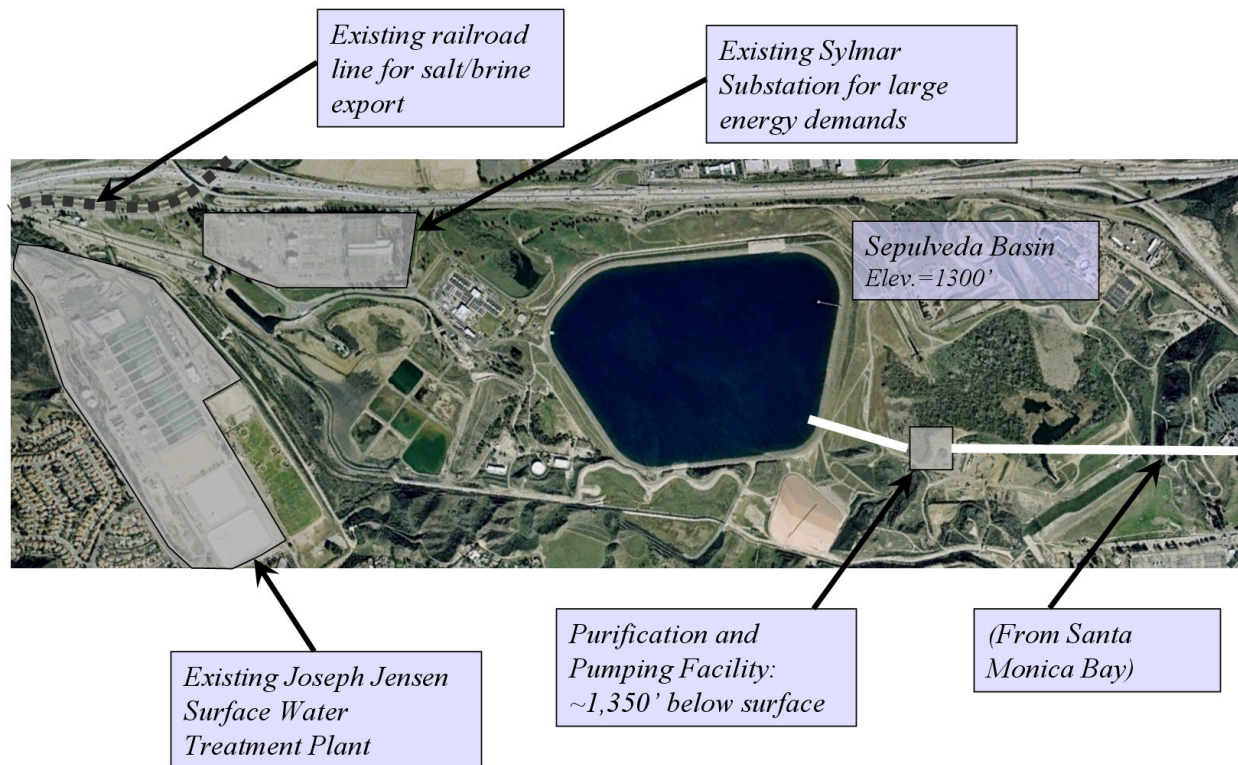 Existing railroad
line for salt/brine
export
Existing Sylmar
Substation for large
energy demands
Sepulveda Basin
Elev.=1300’
Existing Joseph Jensen
Surface Water
Treatment Plant
Purification and
Pumping Facility:
~1,350’ below surface
(From Santa
Monica Bay)